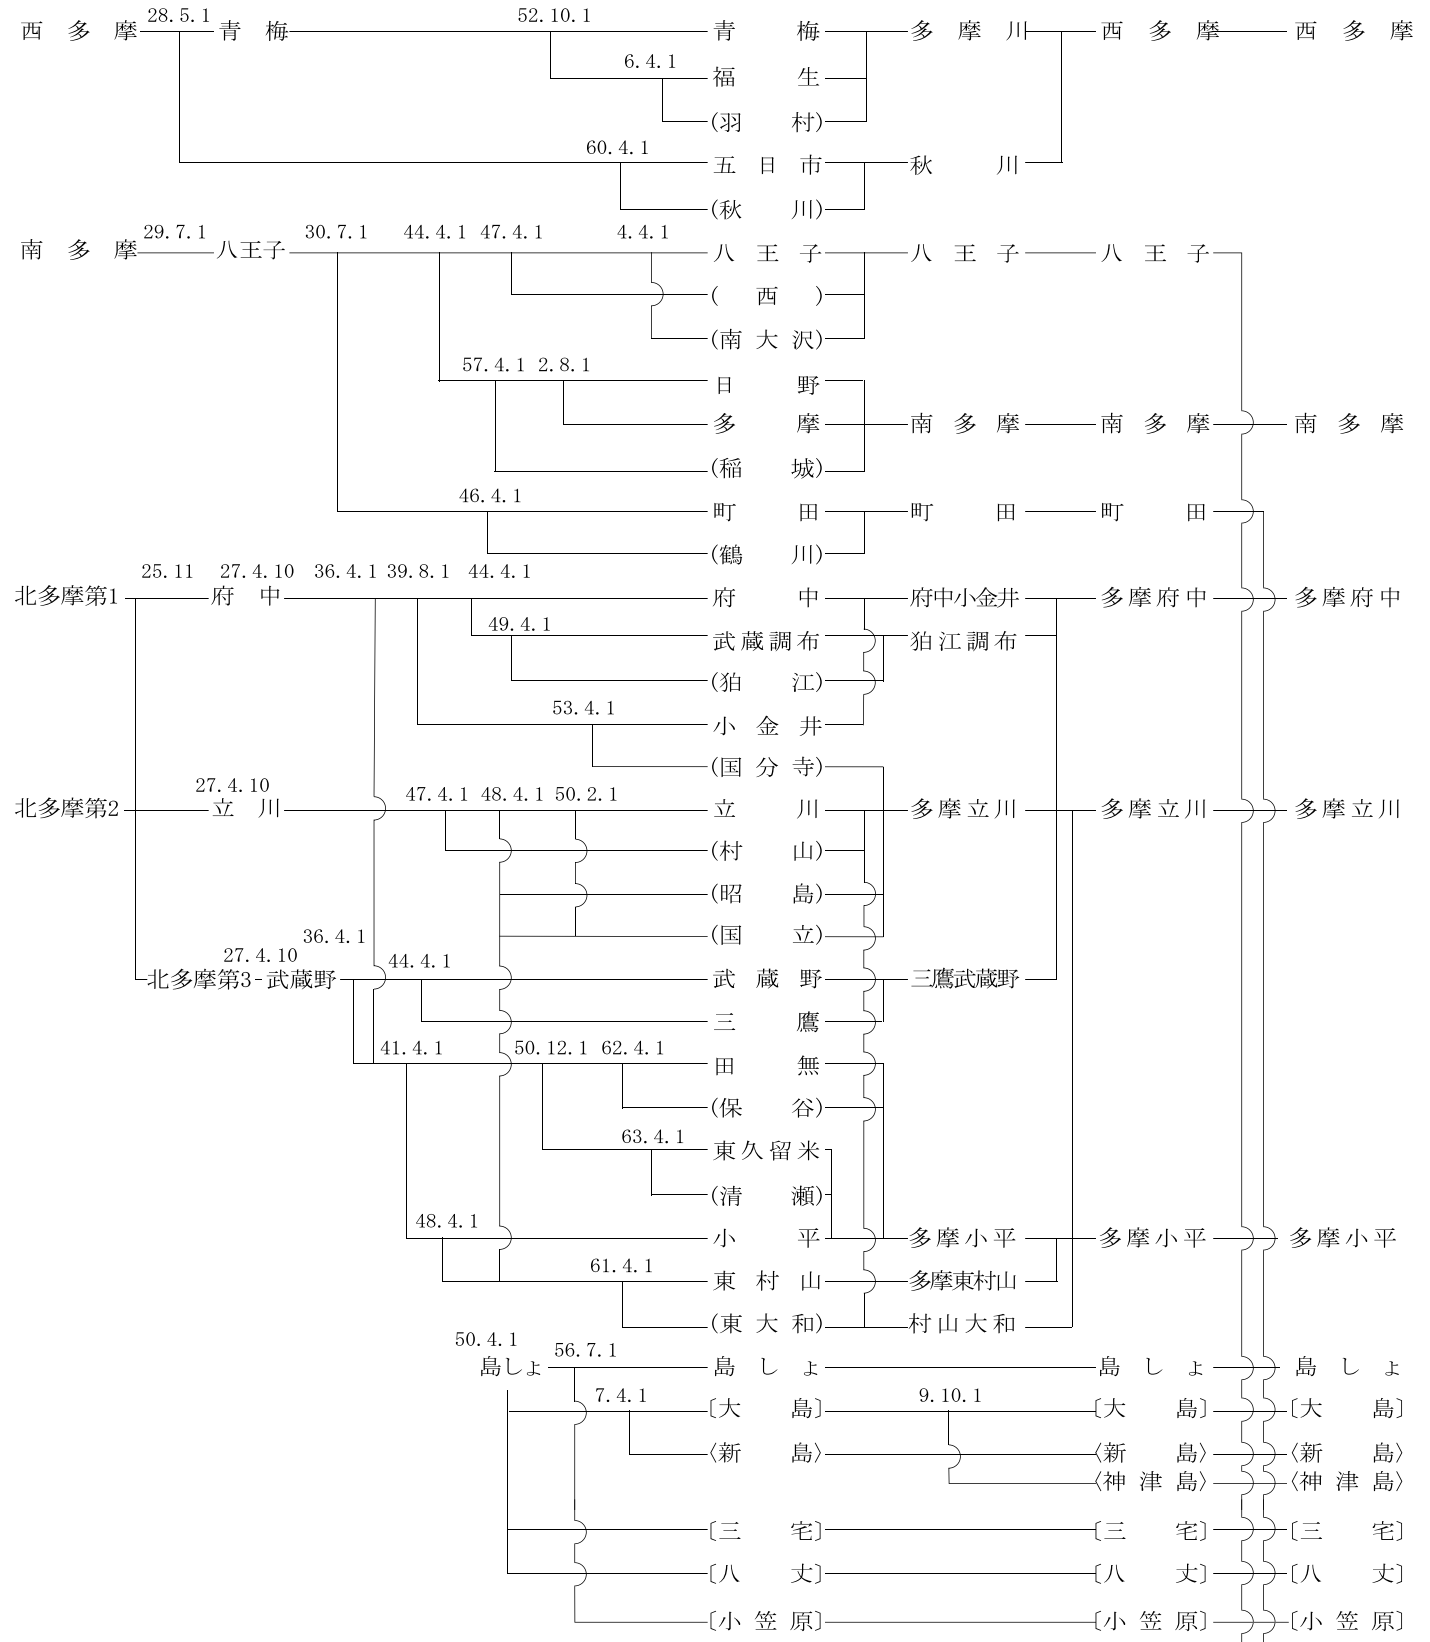 28.5.1 52.10.1
西多摩 青梅 青梅 多摩川 西多摩 西多摩
6.4.1
福生
(羽村)
60.4.1
五日市 秋川
(秋川)
29.7.1 30.7.1 44.4.1 47.4.1 4.4.1
南多摩 八王子 八王子 八王子 八王子
(西)
(南大沢)
57.4.1 2.8.1
日野
多摩 南多摩 南多摩 南多摩
(稲城)
46.4.1
町田 町田 町田
(鶴川)
25.11 27.4.10 36.4.1 39.8.1 44.4.1
北多摩第1 府中 府中 府中小金井 多摩府中 多摩府中
49.4.1
武蔵調布 狛江調布
(狛江)
53.4.1
小金井
(国分寺)
27.4.10 47.4.1 48.4.1 50.2.1
北多摩第2 立川 立川 多摩立川 多摩立川 多摩立川
(村山)
(昭島)
(国立)
36.4.1
27.4.10 44.4.1
北多摩第3 武蔵野 武蔵野 三鷹武蔵野
三鷹
41.4.1 50.12.1 62.4.1
田無
(保谷)
63.4.1
東久留米
(清瀬)
48.4.1
小平 多摩小平 多摩小平 多摩小平
61.4.1
東村山 多摩東村山
(東大和) 村山大和
50.4.1 56.7.1
島しょ 島しょ 島しょ 島しょ
7.4.1 9.10.1
〔大島〕 〔大島〕 〔大島〕
〈新島〉 〈新島〉 〈新島〉
〈神津島〉 〈神津島〉
〔三宅〕 〔三宅〕 〔三宅〕
〔八丈〕 〔八丈〕 〔八丈〕
〔小笠原〕 〔小笠原〕 〔小笠原〕